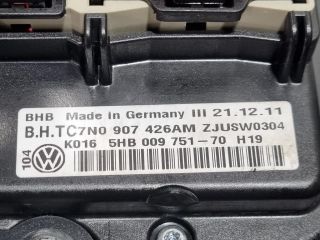 BHB Made in Germany III 21.12.11
B.H.TC7N0 907 426AM ZJUSW0304
K016 5HB 009 751-70 H19
104